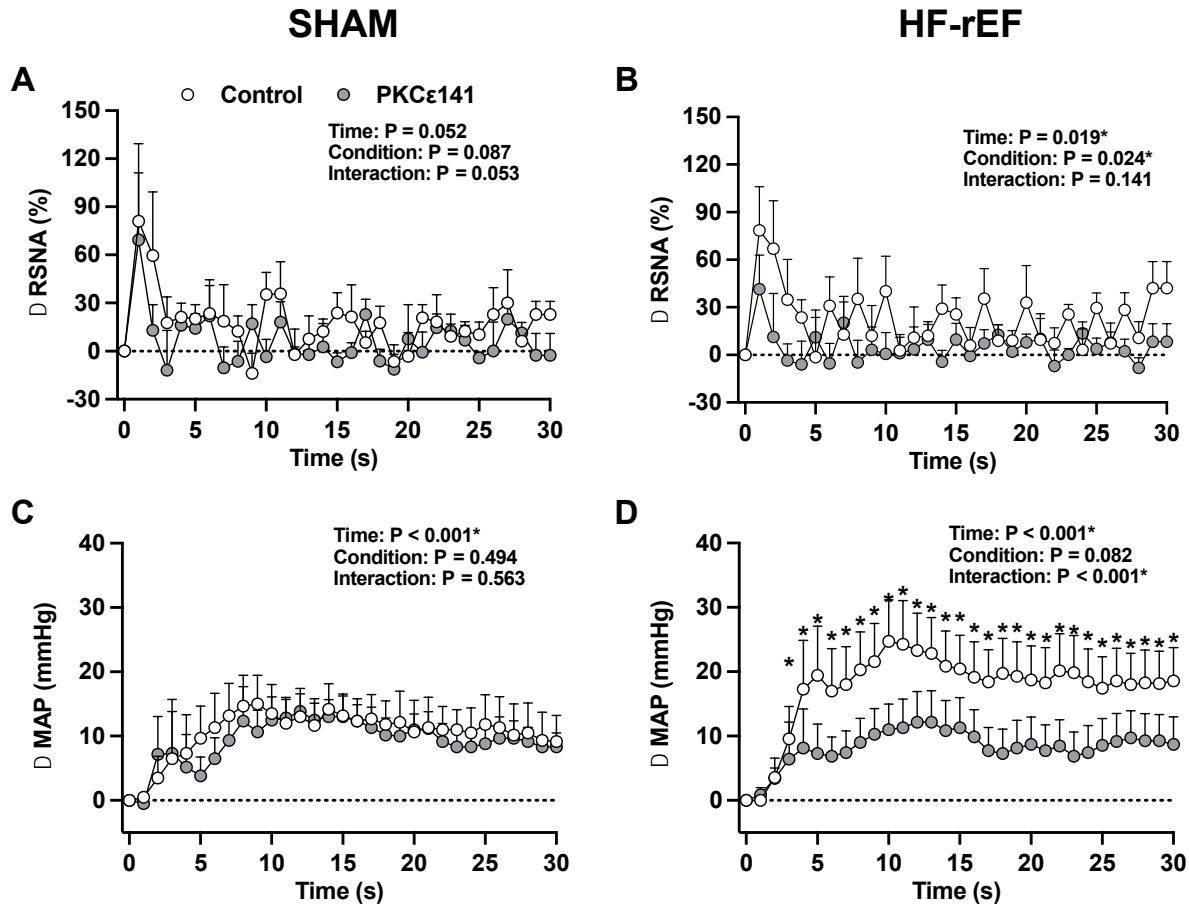 SHAM
HF-rEF
A
Control
PKCε141
Time: P = 0.052
Condition: P = 0.087
Interaction: P = 0.053
D RSNA (%)
150
120
90
60
30
0
-30
0
5
10
15
20
25
30
Time (s)
B
Time: P = 0.019*
Condition: P = 0.024*
Interaction: P = 0.141
D RSNA (%)
150
120
90
60
30
0
-30
0
5
10
15
20
25
30
Time (s)
C
Time: P < 0.001*
Condition: P = 0.494
Interaction: P = 0.563
D MAP (mmHg)
40
30
20
10
0
0
5
10
15
20
25
30
Time (s)
D
Time: P < 0.001*
Condition: P = 0.082
Interaction: P < 0.001*
D MAP (mmHg)
40
30
20
10
0
* * * * * * * * * * * * * * * * * * * * * * * * * * * *
0
5
10
15
20
25
30
Time (s)